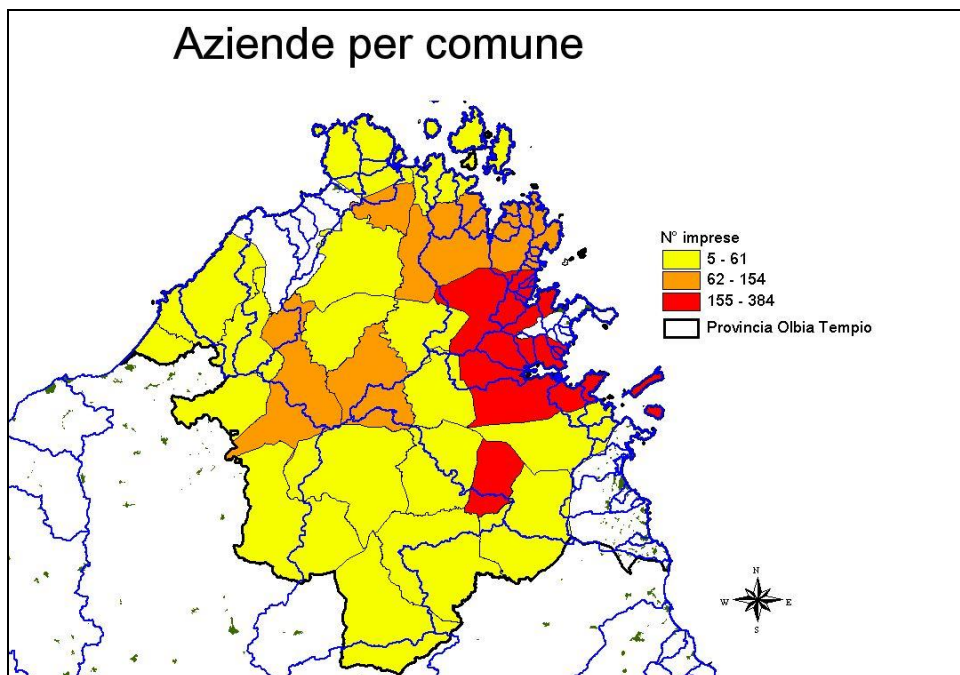 Aziende per comune
N° imprese
5 - 61
62 - 154
155 - 384
Provincia Olbia Tempio
N
W E
S